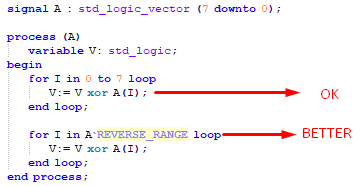 signal A : std_logic_vector (7 downto 0);
process (A)
variable V: std_logic;
begin
for I in 0 to 7 loop
V:= V xor A(I);
OK
end loop;
for I in A`REVERSE_RANGE loop
BETTER
V:= V xor A(I);
end loop;
end process;